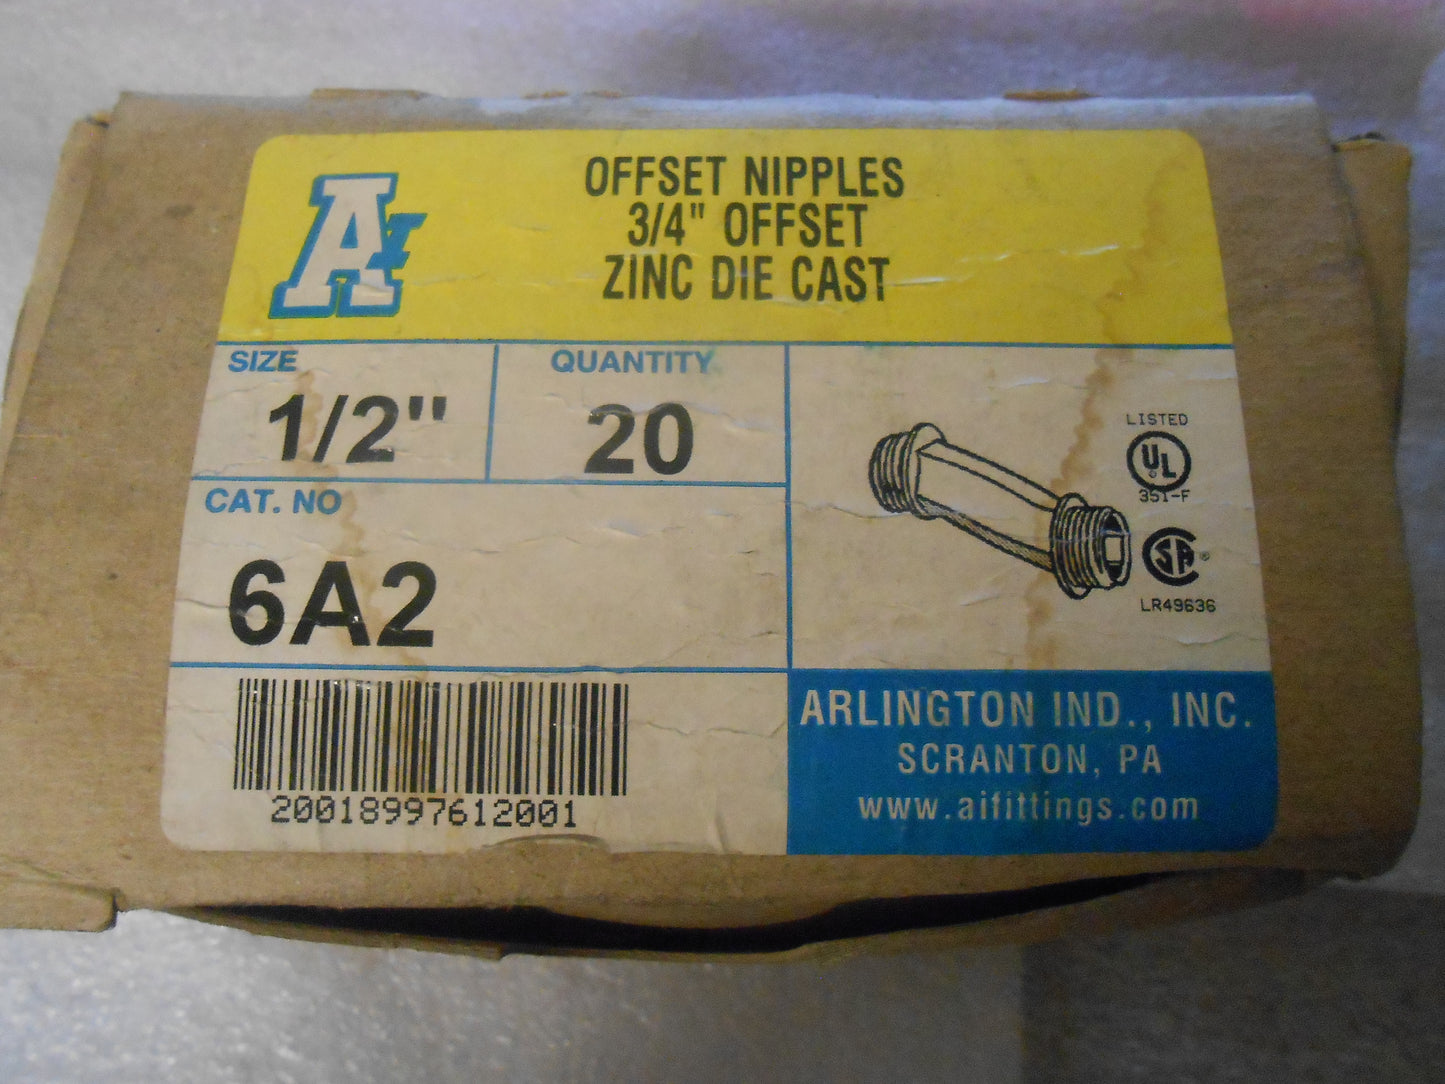 AI
OFFSET NIPPLES
3/4" OFFSET
ZINC DIE CAST
SIZE
1/2"
QUANTITY
20
CAT. NO
6A2
LISTED
UL®
351-F
CSA®
LR49636
20018997612001
ARLINGTON IND., INC.
SCRANTON, PA
www.aifittings.com